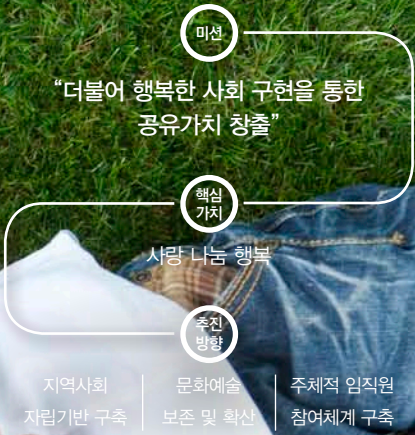 미션
“더불어 행복한 사회 구현을 통한
공유가치 창출”
핵심
가치
사랑 나눔 행복
추진
방향
지역사회
자립기반 구축
문화예술
보존 및 확산
주체적 임직원
참여체계 구축